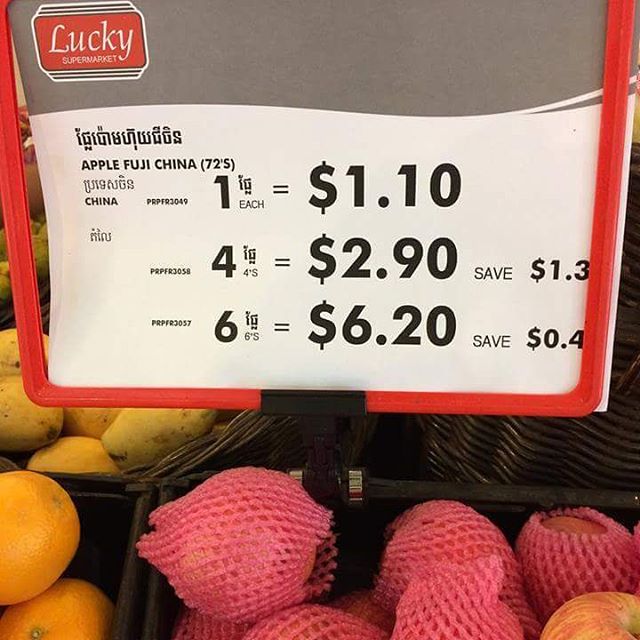 Lucky
SUPERMARKET
ផ្លែប៉ោមហ៊្វុយជីចិន
APPLE FUJI CHINA (72'S)
ប្រទេសចិន
CHINA PRPFR3049 1 ផ្លែ EACH = $1.10
តំលៃ
PRPFR3058 4 ផ្លែ 4'S = $2.90 SAVE $1.3
PRPFR3057 6 ផ្លែ 6'S = $6.20 SAVE $0.4